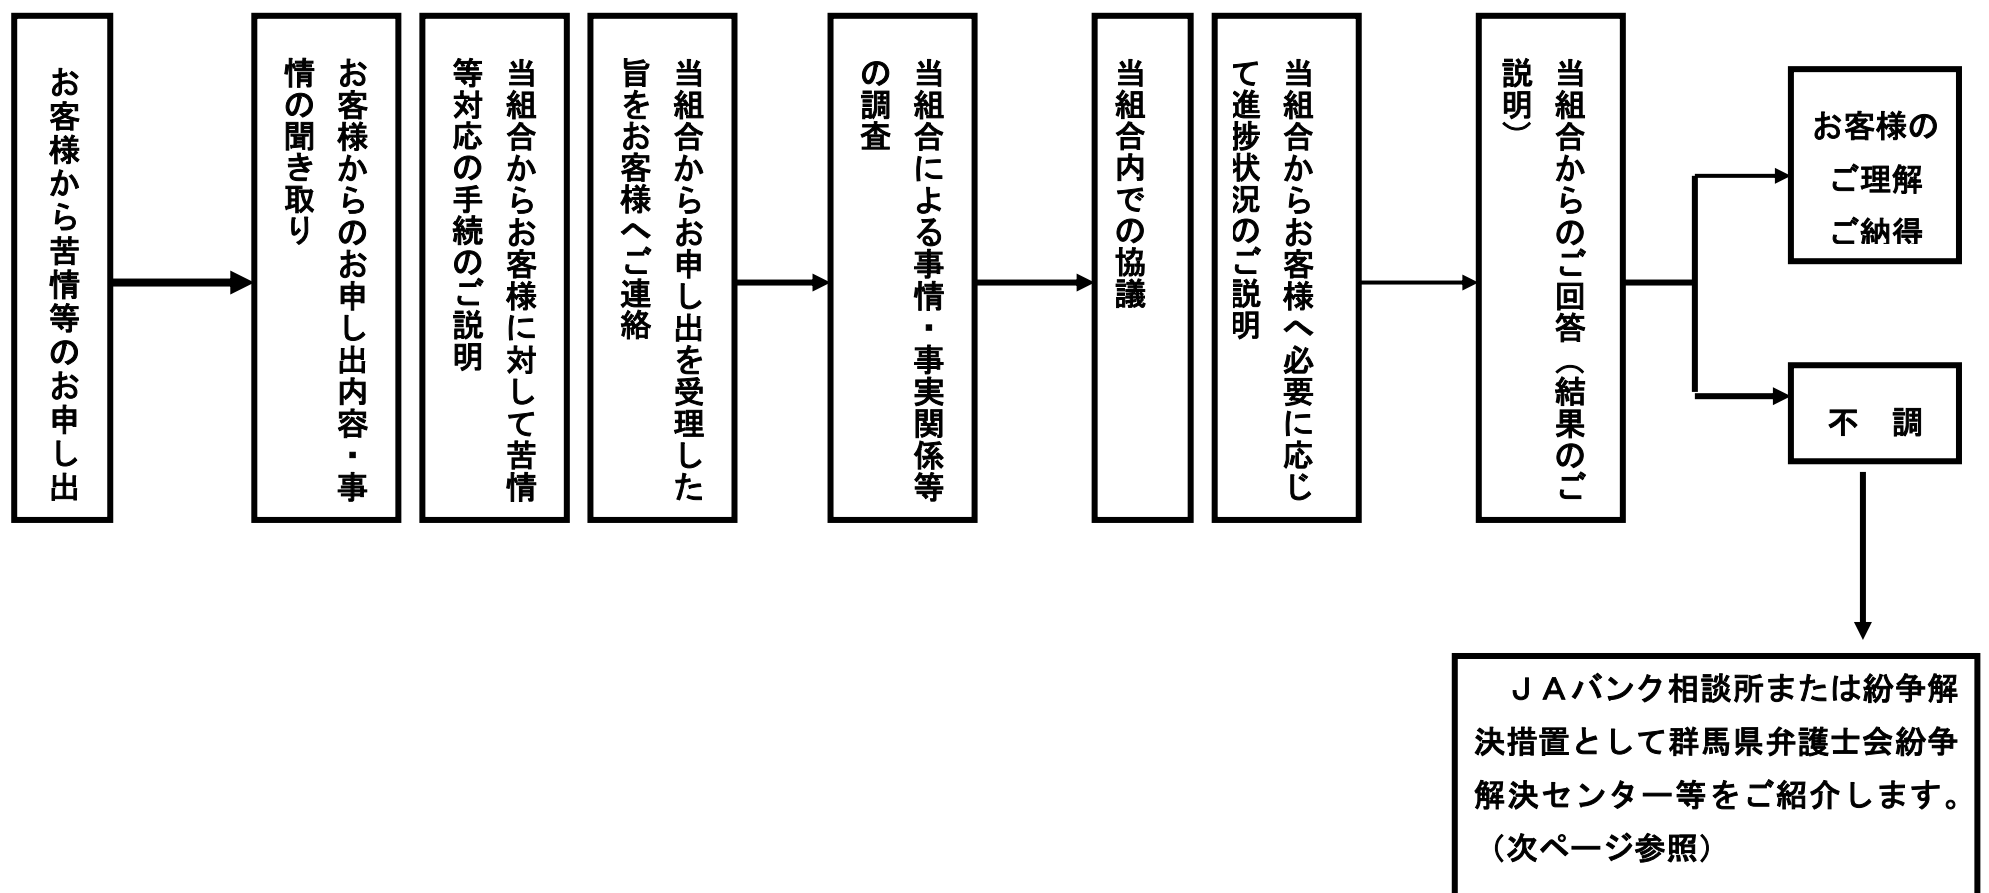 お客様から苦情等のお申し出
お客様からのお申し出内容・事
情の聞き取り
当組合からお客様に対して苦情
等対応の手続のご説明
当組合からお申し出を受理した
旨をお客様へご連絡
当組合による事情・事実関係等
の調査
当組合内での協議
当組合からお客様へ必要に応じ
て進捗状況のご説明
当組合からのご回答（結果のご
説明）
お客様の
ご理解
ご納得
不　調
ＪＡバンク相談所または紛争解
決措置として群馬県弁護士会紛争
解決センター等をご紹介します。
（次ページ参照）